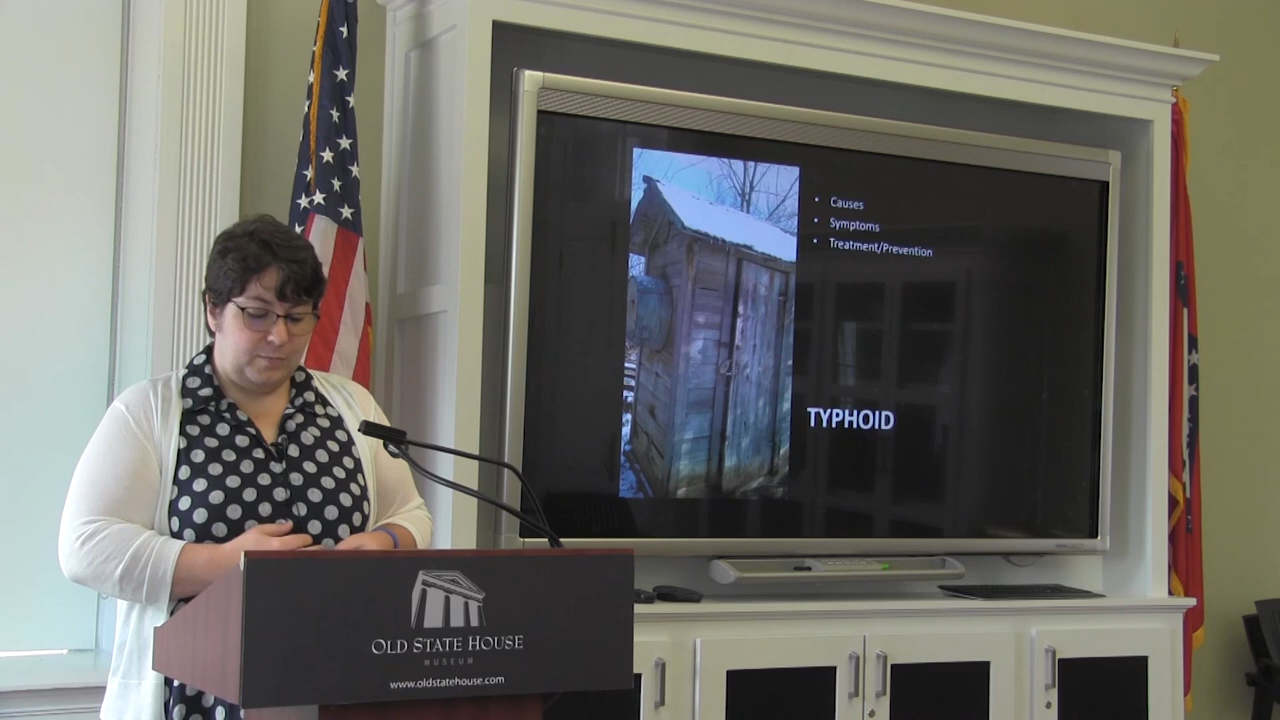 • Causes
• Symptoms
• Treatment/Prevention
TYPHOID
OLD STATE HOUSE
MUSEUM
www.oldstatehouse.com